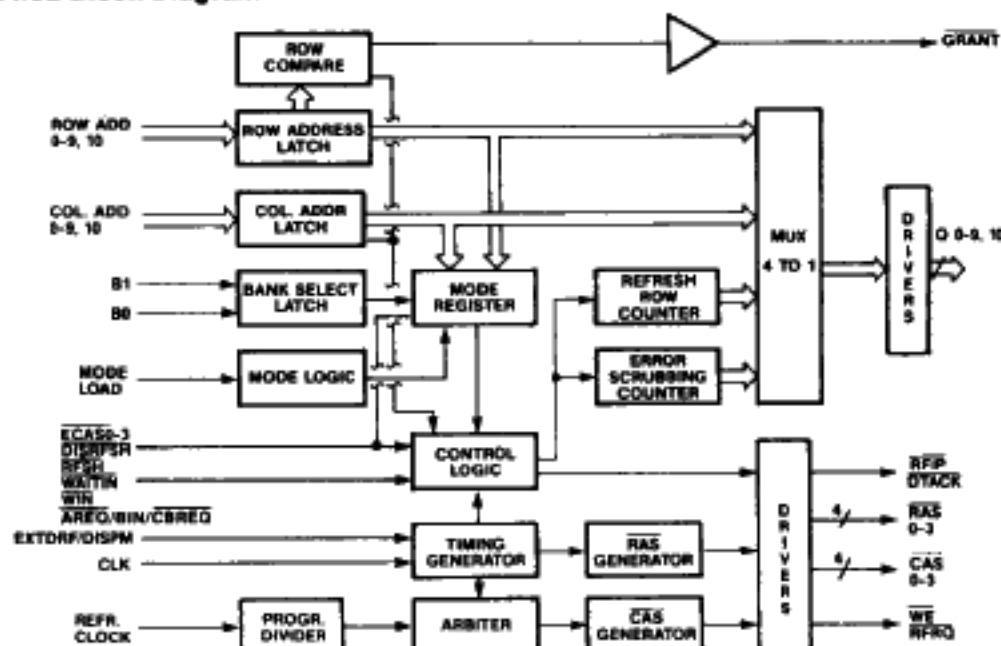 ROW
COMPARE
GRANT
ROW ADD
0-9, 10
ROW ADDRESS
LATCH
COL. ADD
0-9, 10
COL. ADDR
LATCH
MUX
4 TO 1
DRIVERS
Q 0-9, 10
B1
B0
BANK SELECT
LATCH
MODE
REGISTER
REFRESH
ROW
COUNTER
MODE
LOAD
MODE LOGIC
ERROR
SCRUBBING
COUNTER
ECAS0-3
DISRFSH
RFSH
WAITIN
WIN
AREQ/BIN/CBREQ
CONTROL
LOGIC
RFIP
DTACK
EXTDRF/DISPM
CLK
TIMING
GENERATOR
RAS
GENERATOR
DRIVERS
4
RAS
0-3
4
CAS
0-3
REFR.
CLOCK
PROGR.
DIVIDER
ARBITER
CAS
GENERATOR
WE
RFRQ